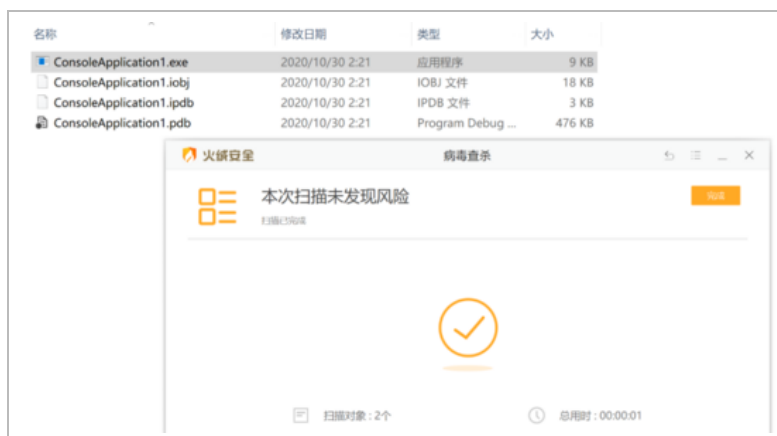 名称 修改日期 类型 大小
ConsoleApplication1.exe 2020/10/30 2:21 应用程序 9 KB
ConsoleApplication1.iobj 2020/10/30 2:21 IOBJ 文件 18 KB
ConsoleApplication1.ipdb 2020/10/30 2:21 IPDB 文件 3 KB
ConsoleApplication1.pdb 2020/10/30 2:21 Program Debug ... 476 KB
火绒安全 病毒查杀
本次扫描未发现风险 完成
扫描已完成
扫描对象 : 2个 总用时 : 00:00:01